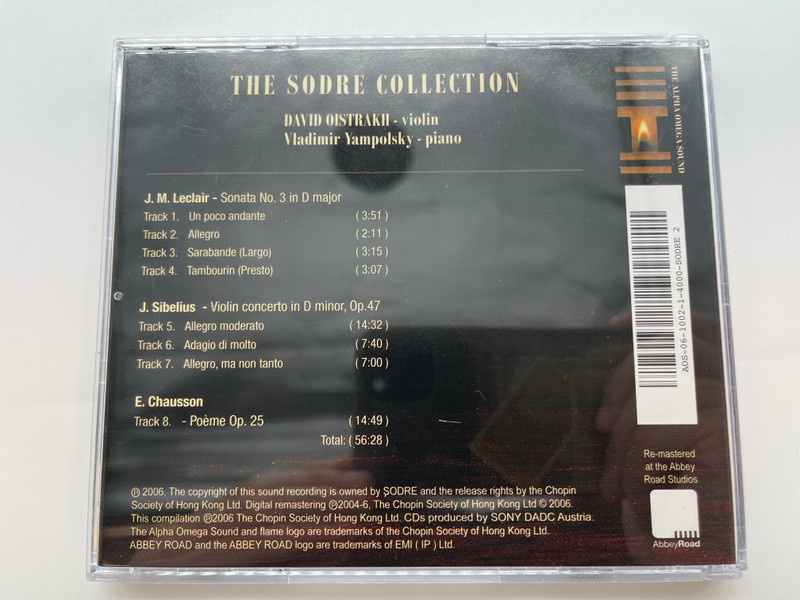 THE SODRE COLLECTION
DAVID OISTRAKH - violin
Vladimir Yampolsky - piano
THE ALPHA OMEGA SOUND
J. M. Leclair - Sonata No. 3 in D major
Track 1. Un poco andante ( 3:51 )
Track 2. Allegro ( 2:11 )
Track 3. Sarabande (Largo) ( 3:15 )
Track 4. Tambourin (Presto) ( 3:07 )
J. Sibelius - Violin concerto in D minor, Op.47
Track 5. Allegro moderato ( 14:32 )
Track 6. Adagio di molto ( 7:40 )
Track 7. Allegro, ma non tanto ( 7:00 )
E. Chausson
Track 8. - Poème Op. 25 ( 14:49 )
Total: ( 56:28 )
AOS-06-1002-1-4000-SODRE 2
Re-mastered
at the Abbey
Road Studios
AbbeyRoad
℗ 2006. The copyright of this sound recording is owned by SODRE and the release rights by the Chopin
Society of Hong Kong Ltd. Digital remastering ℗2004-6, The Chopin Society of Hong Kong Ltd © 2006.
This compilation ℗2006 The Chopin Society of Hong Kong Ltd. CDs produced by SONY DADC Austria.
The Alpha Omega Sound and flame logo are trademarks of the Chopin Society of Hong Kong Ltd.
ABBEY ROAD and the ABBEY ROAD logo are trademarks of EMI ( IP ) Ltd.